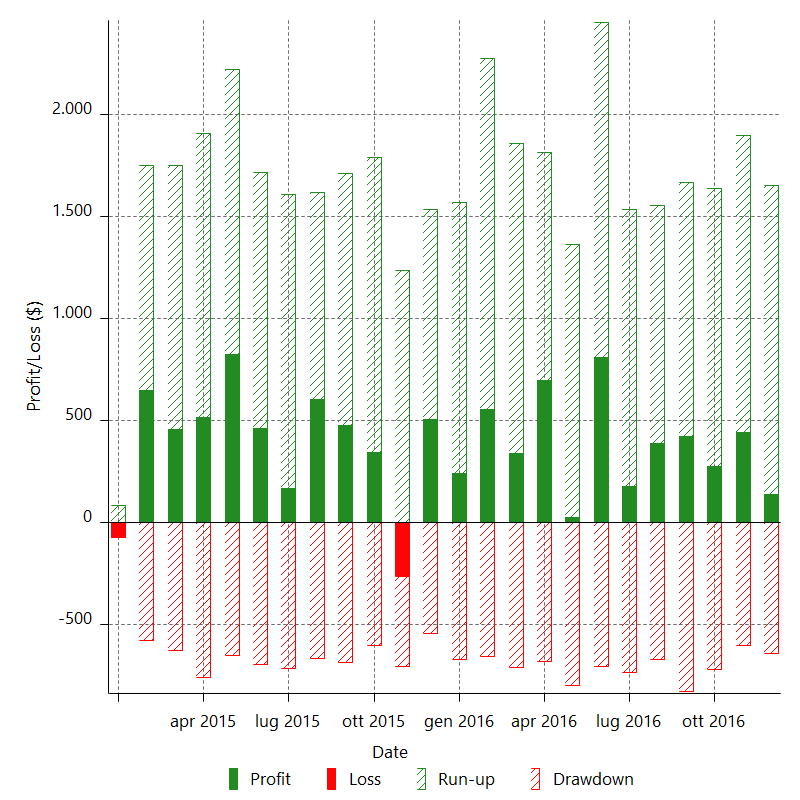 2.000
1.500
1.000
500
0
-500
Profit/Loss ($)
apr 2015 lug 2015 ott 2015 gen 2016 apr 2016 lug 2016 ott 2016
Date
Profit Loss Run-up Drawdown